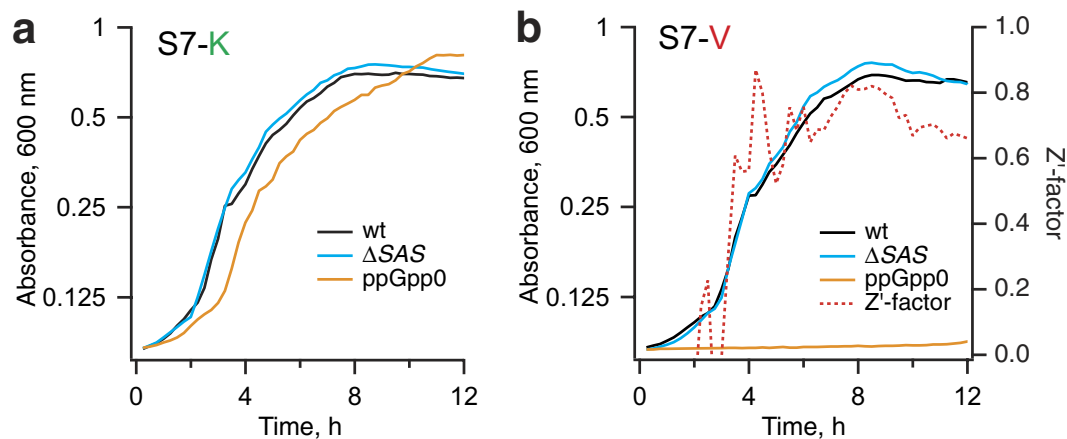 a
S7-K
Absorbance, 600 nm
1
0.5
0.25
0.125
wt
ΔSAS
ppGpp0
0
4
8
12
Time, h
b
S7-V
Absorbance, 600 nm
1
0.5
0.25
0.125
wt
ΔSAS
ppGpp0
Z'-factor
1.0
0.8
0.6
0.4
0.2
0.0
Z'-factor
0
4
8
12
Time, h